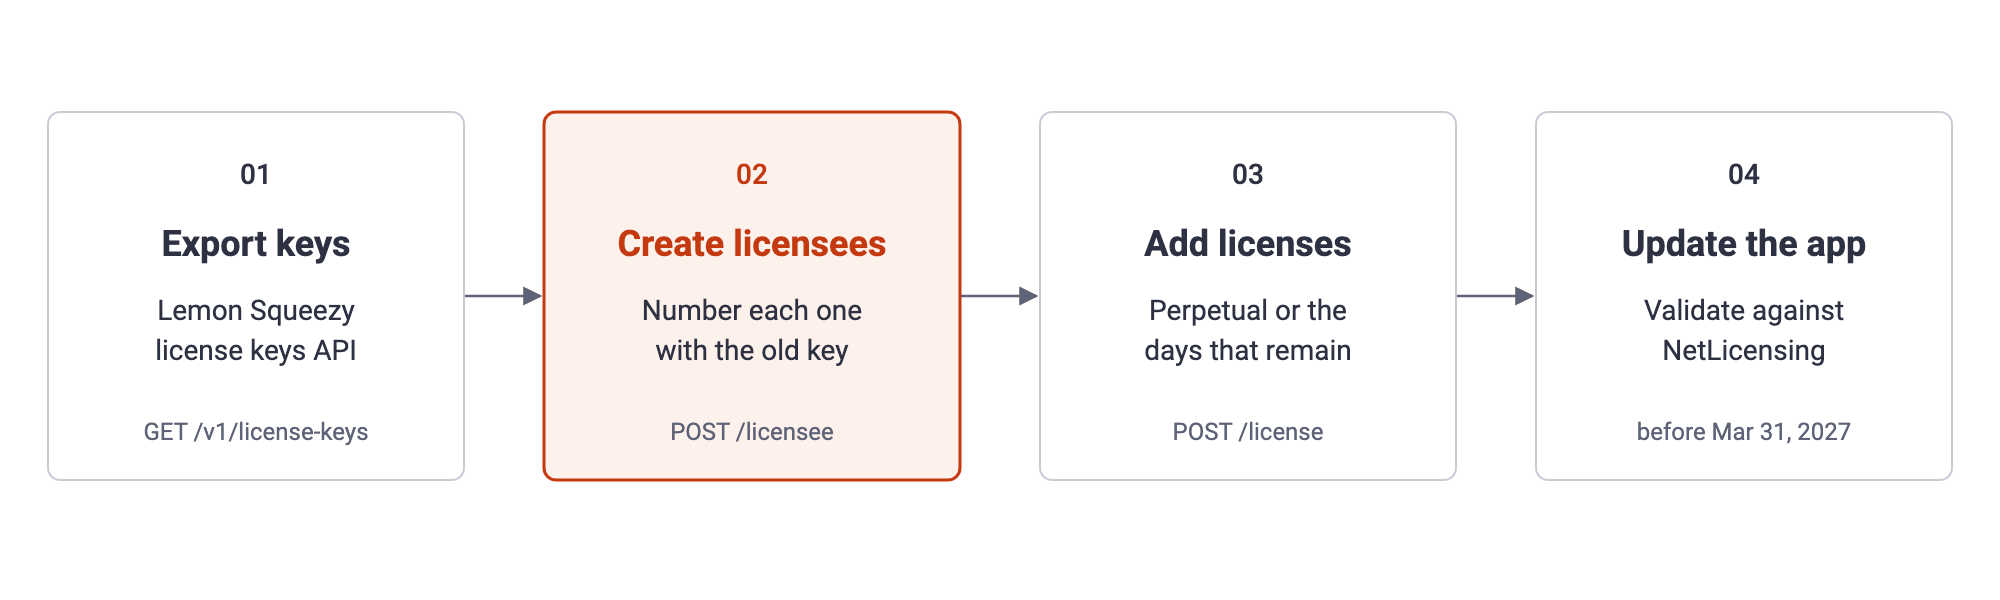 01
Export keys
Lemon Squeezy
license keys API
GET /v1/license-keys
02
Create licensees
Number each one
with the old key
POST /licensee
03
Add licenses
Perpetual or the
days that remain
POST /license
04
Update the app
Validate against
NetLicensing
before Mar 31, 2027